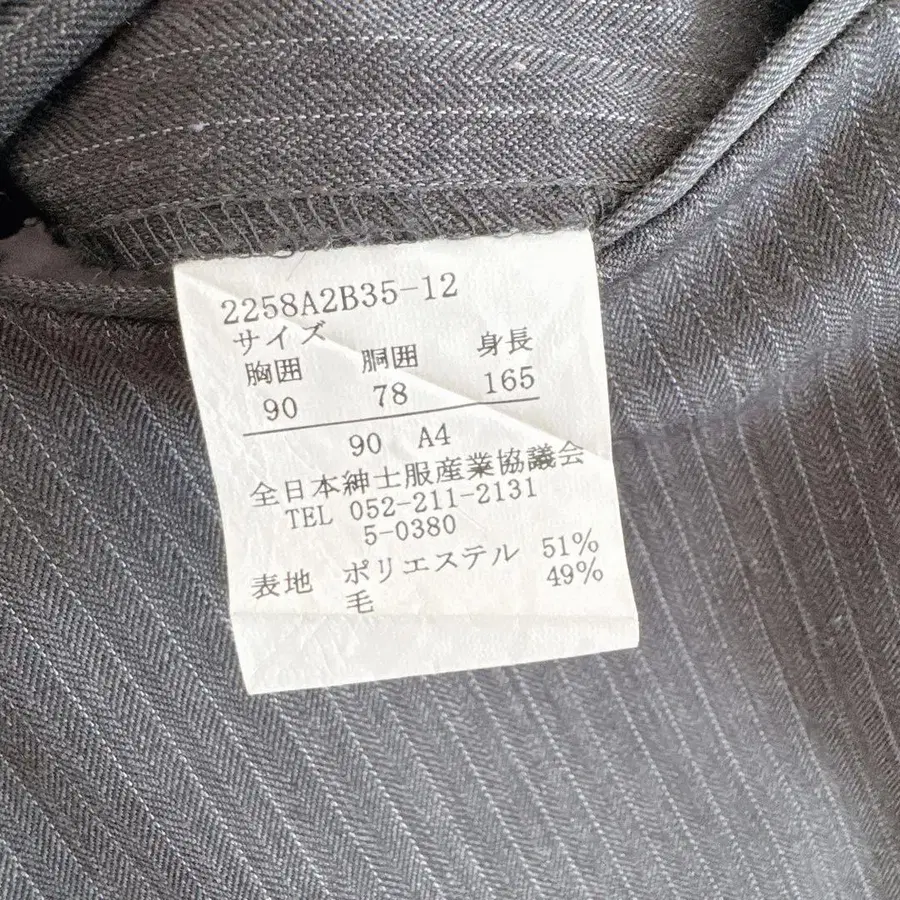 2258A2B35-12
サイズ
胸囲 胴囲 身長
90 78 165
90 A4
全日本紳士服産業協議会
TEL 052-211-2131
5-0380
表地 ポリエステル 51%
毛 49%